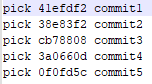 pick 41efdf2 commit1
pick 38e83f2 commit2
pick cb78808 commit3
pick 3a0660d commit4
pick 0f0fd5c commit5